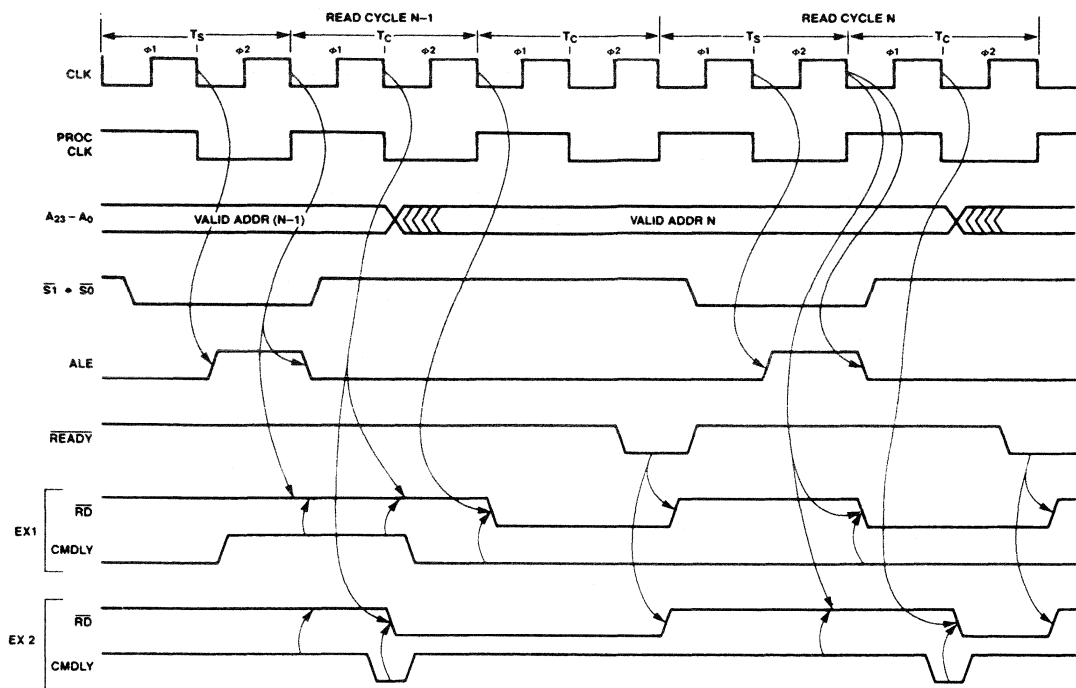 READ CYCLE N–1 READ CYCLE N
TS TC TC TS TC
Φ1 Φ2 Φ1 Φ2 Φ1 Φ2 Φ1 Φ2 Φ1 Φ2
CLK
PROC
CLK
A23 – A0 VALID ADDR (N–1) VALID ADDR N
S1 • S0
ALE
READY
EX1
RD
CMDLY
EX 2
RD
CMDLY